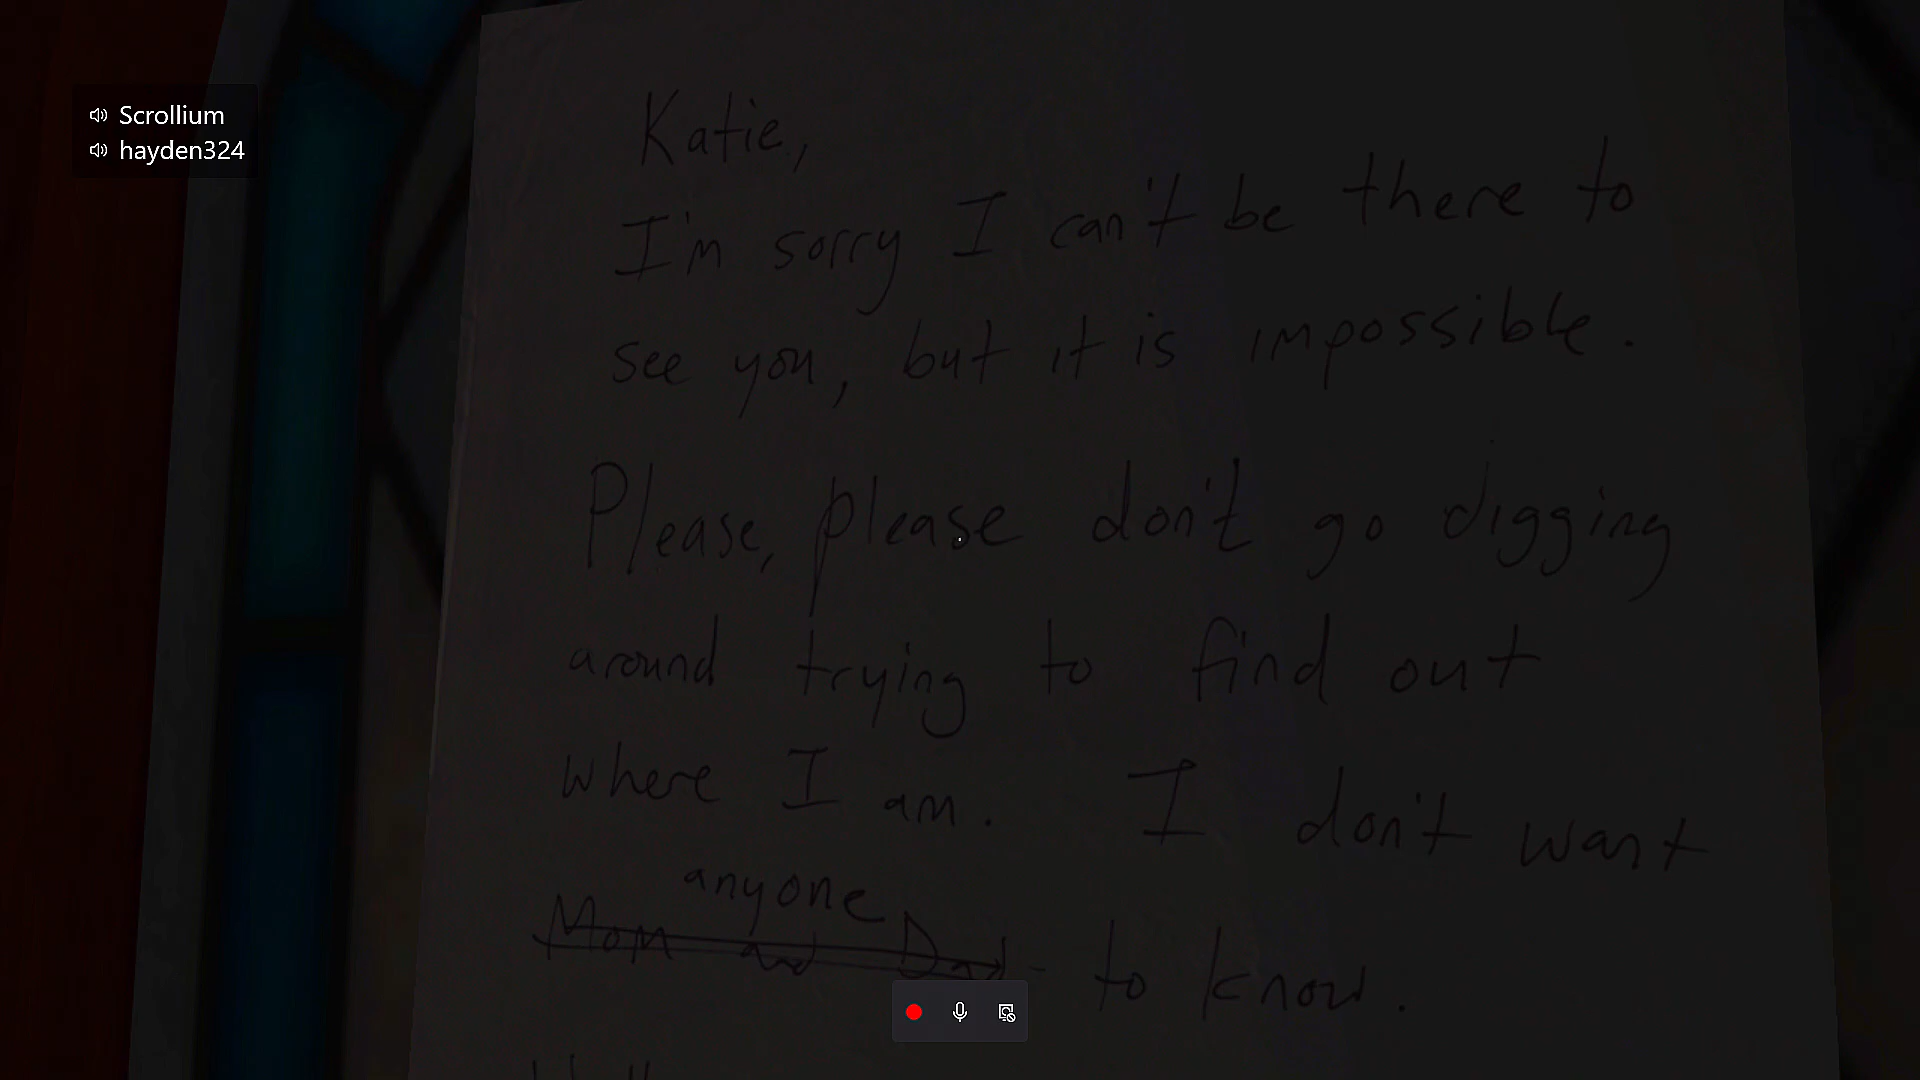 Scrollium
hayden324
Katie,
I'm sorry I can't be there to
see you, but it is impossible.
Please, please don't go digging
around trying to find out
where I am. I don't want
anyone
Mom and Dad to know.